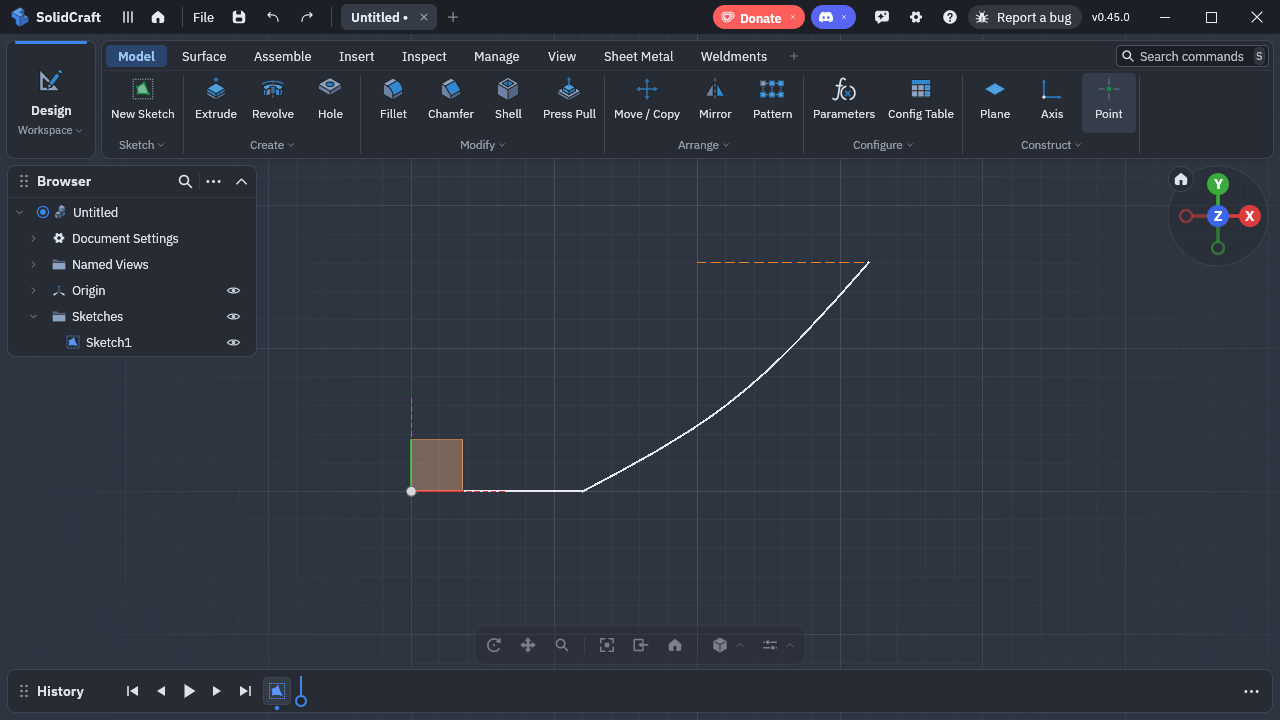 SolidCraft File Untitled • Donate Report a bug v0.45.0
Model Surface Assemble Insert Inspect Manage View Sheet Metal Weldments Search commands S
Design
Workspace
New Sketch Extrude Revolve Hole Fillet Chamfer Shell Press Pull Move / Copy Mirror Pattern Parameters Config Table Plane Axis Point
Sketch Create Modify Arrange Configure Construct
Browser
Untitled
Document Settings
Named Views
Origin
Sketches
Sketch1
Y
Z X
History